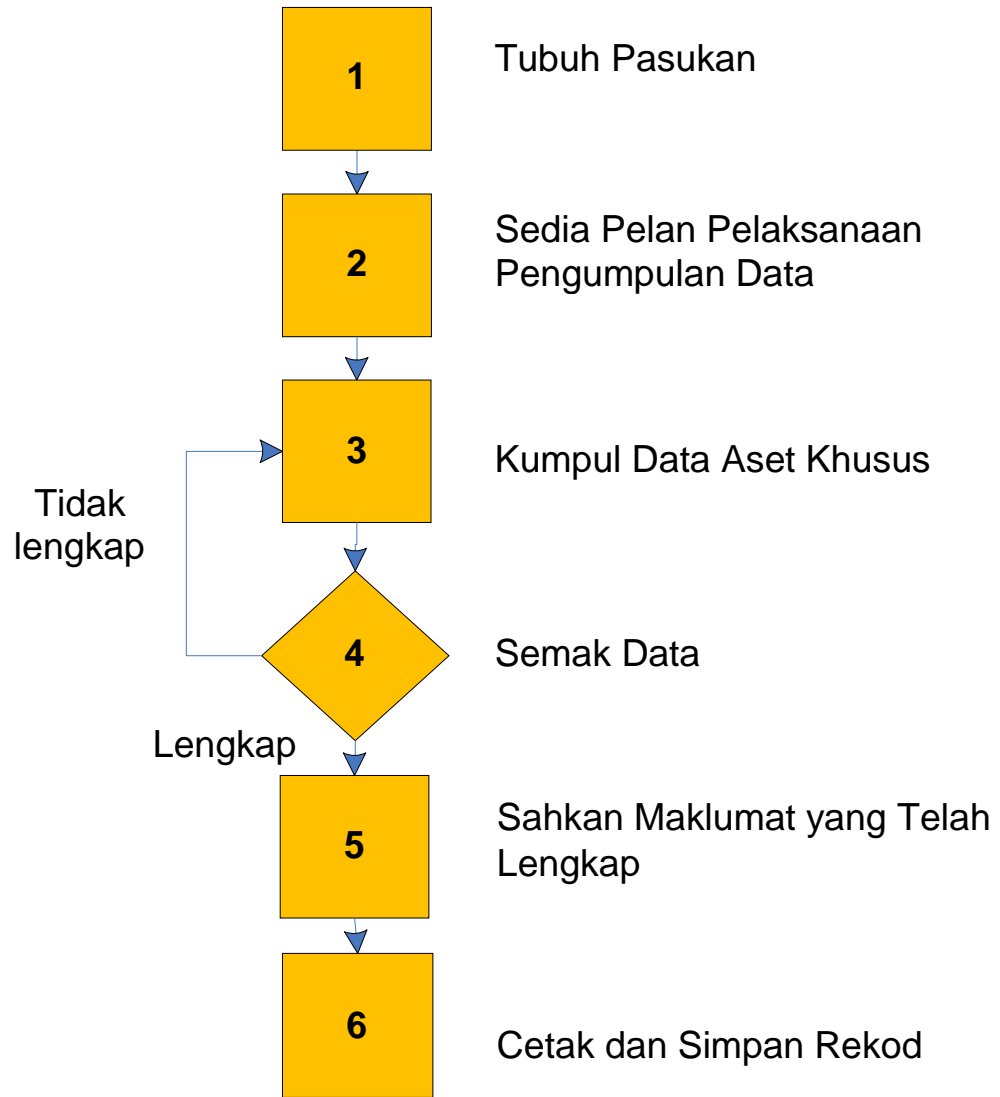 1
Tubuh Pasukan
2
Sedia Pelan Pelaksanaan
Pengumpulan Data
3
Kumpul Data Aset Khusus
Tidak
lengkap
4
Semak Data
Lengkap
5
Sahkan Maklumat yang Telah
Lengkap
6
Cetak dan Simpan Rekod